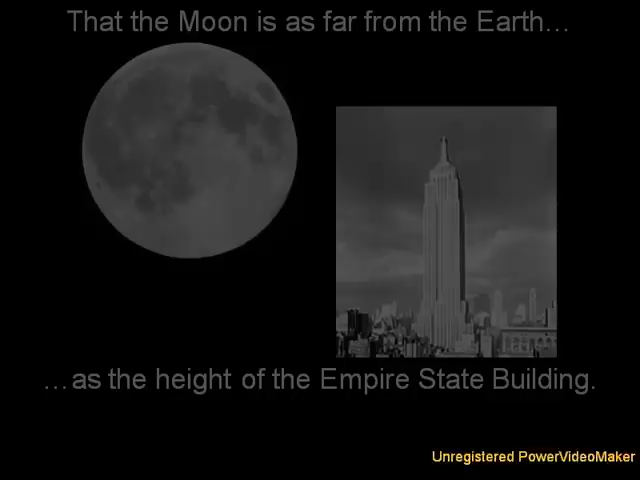 That the Moon is as far from the Earth...
...as the height of the Empire State Building.
Unregistered PowerVideoMaker